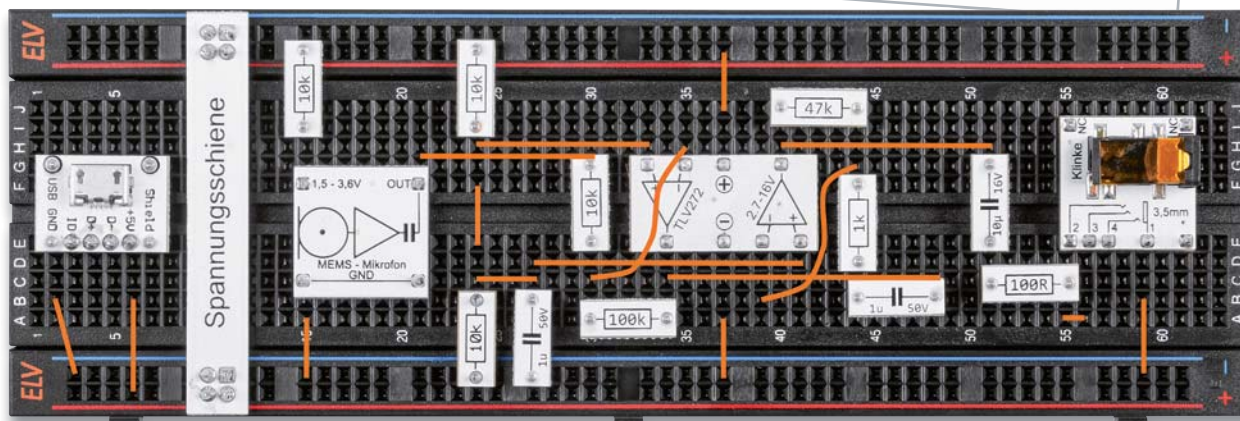 ELV
− +
1 5 20 25 30 35 40 45 50 55 60
J I H G F
E D C B A
Spannungsschiene
10k
10k
47k
USB Shield
GND ID D+ D- +5V
1,5 - 3,6V OUT
MEMS - Mikrofon
GND
10k
TLV272
2,7-16V
+ −
1k
10µ 16V
NC NC
Klinke
3,5mm
2 3 4 1
10k
1u 50V
100k
1u 50V
100R
1 5 35 40 45 50 55 60
ELV
− +